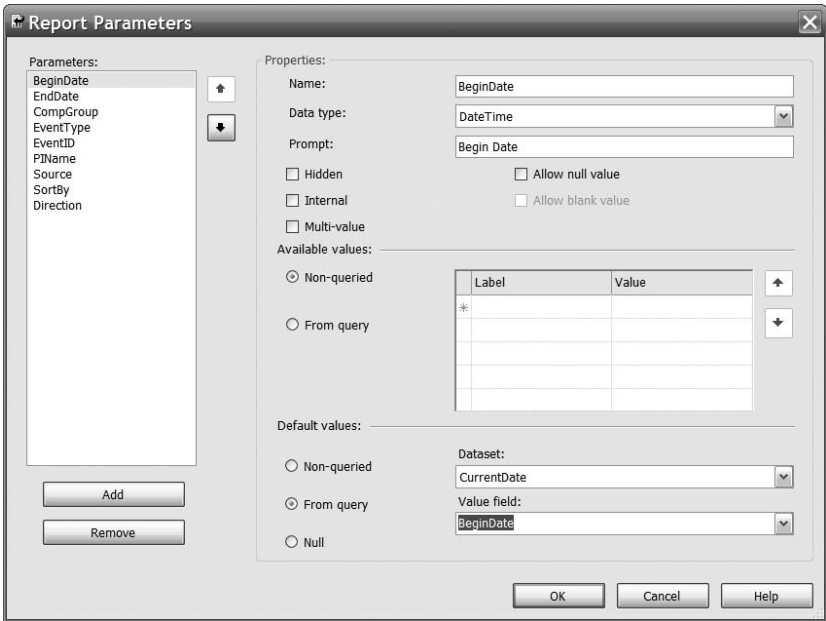 Report Parameters
Parameters:
BeginDate
EndDate
CompGroup
EventType
EventID
PIName
Source
SortBy
Direction
Add
Remove
Properties:
Name:
BeginDate
Data type:
DateTime
Prompt:
Begin Date
Hidden
Allow null value
Internal
Allow blank value
Multi-value
Available values:
Non-queried
From query
Label
Value
Default values:
Non-queried
From query
Null
Dataset:
CurrentDate
Value field:
BeginDate
OK
Cancel
Help